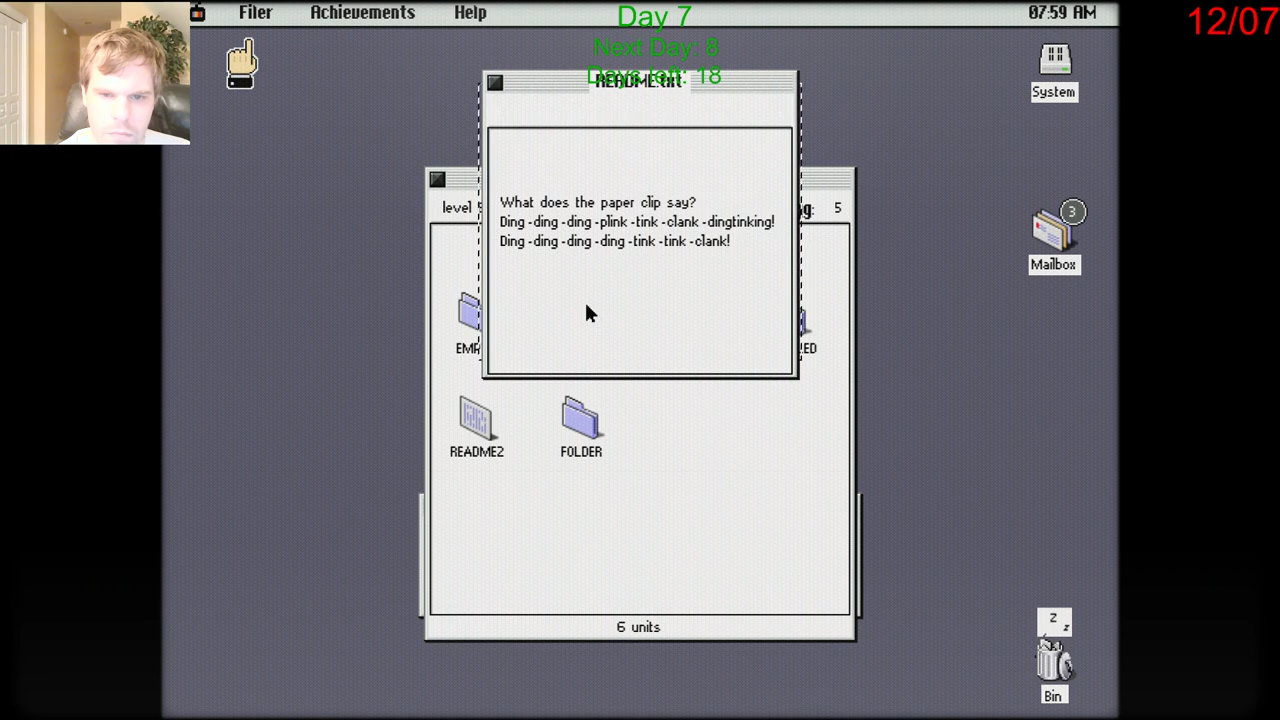 Filer Achievements Help
07:59 AM
Day 7
12/07
Next Day: 8
Days left: 18
README.txt
System
What does the paper clip say?
Ding -ding -ding -plink -tink -clank -dingtinking!
Ding -ding -ding -ding -tink -tink -clank!
level
5
3
Mailbox
README2
FOLDER
6 units
Z z
Bin